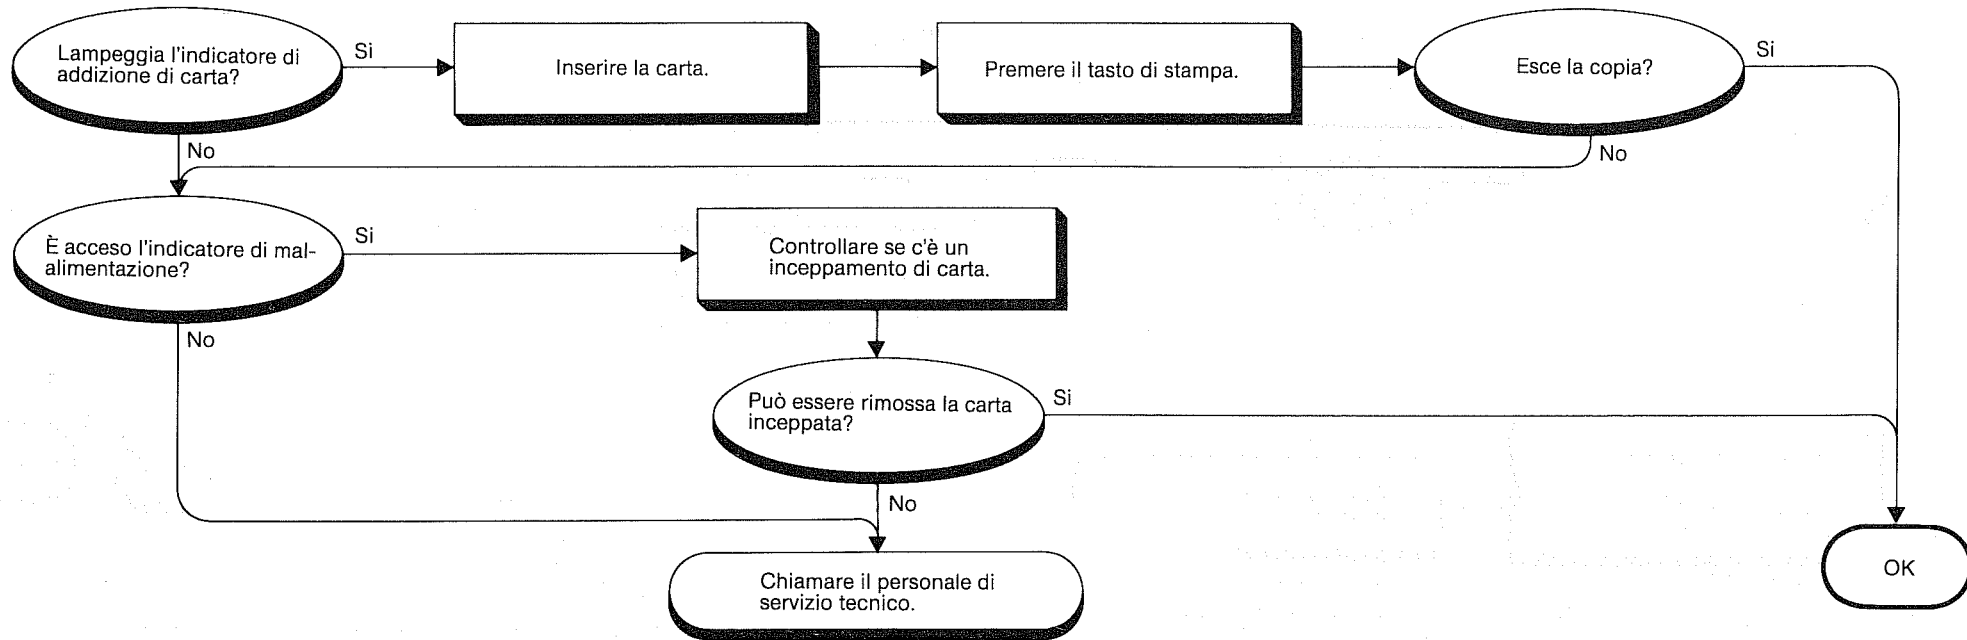 Lampeggia l'indicatore di
addizione di carta?
Si
Inserire la carta.
Premere il tasto di stampa.
Esce la copia?
Si
No
No
È acceso l'indicatore di mal-
alimentazione?
Si
Controllare se c'è un
inceppamento di carta.
No
Può essere rimossa la carta
inceppata?
Si
No
Chiamare il personale di
servizio tecnico.
OK